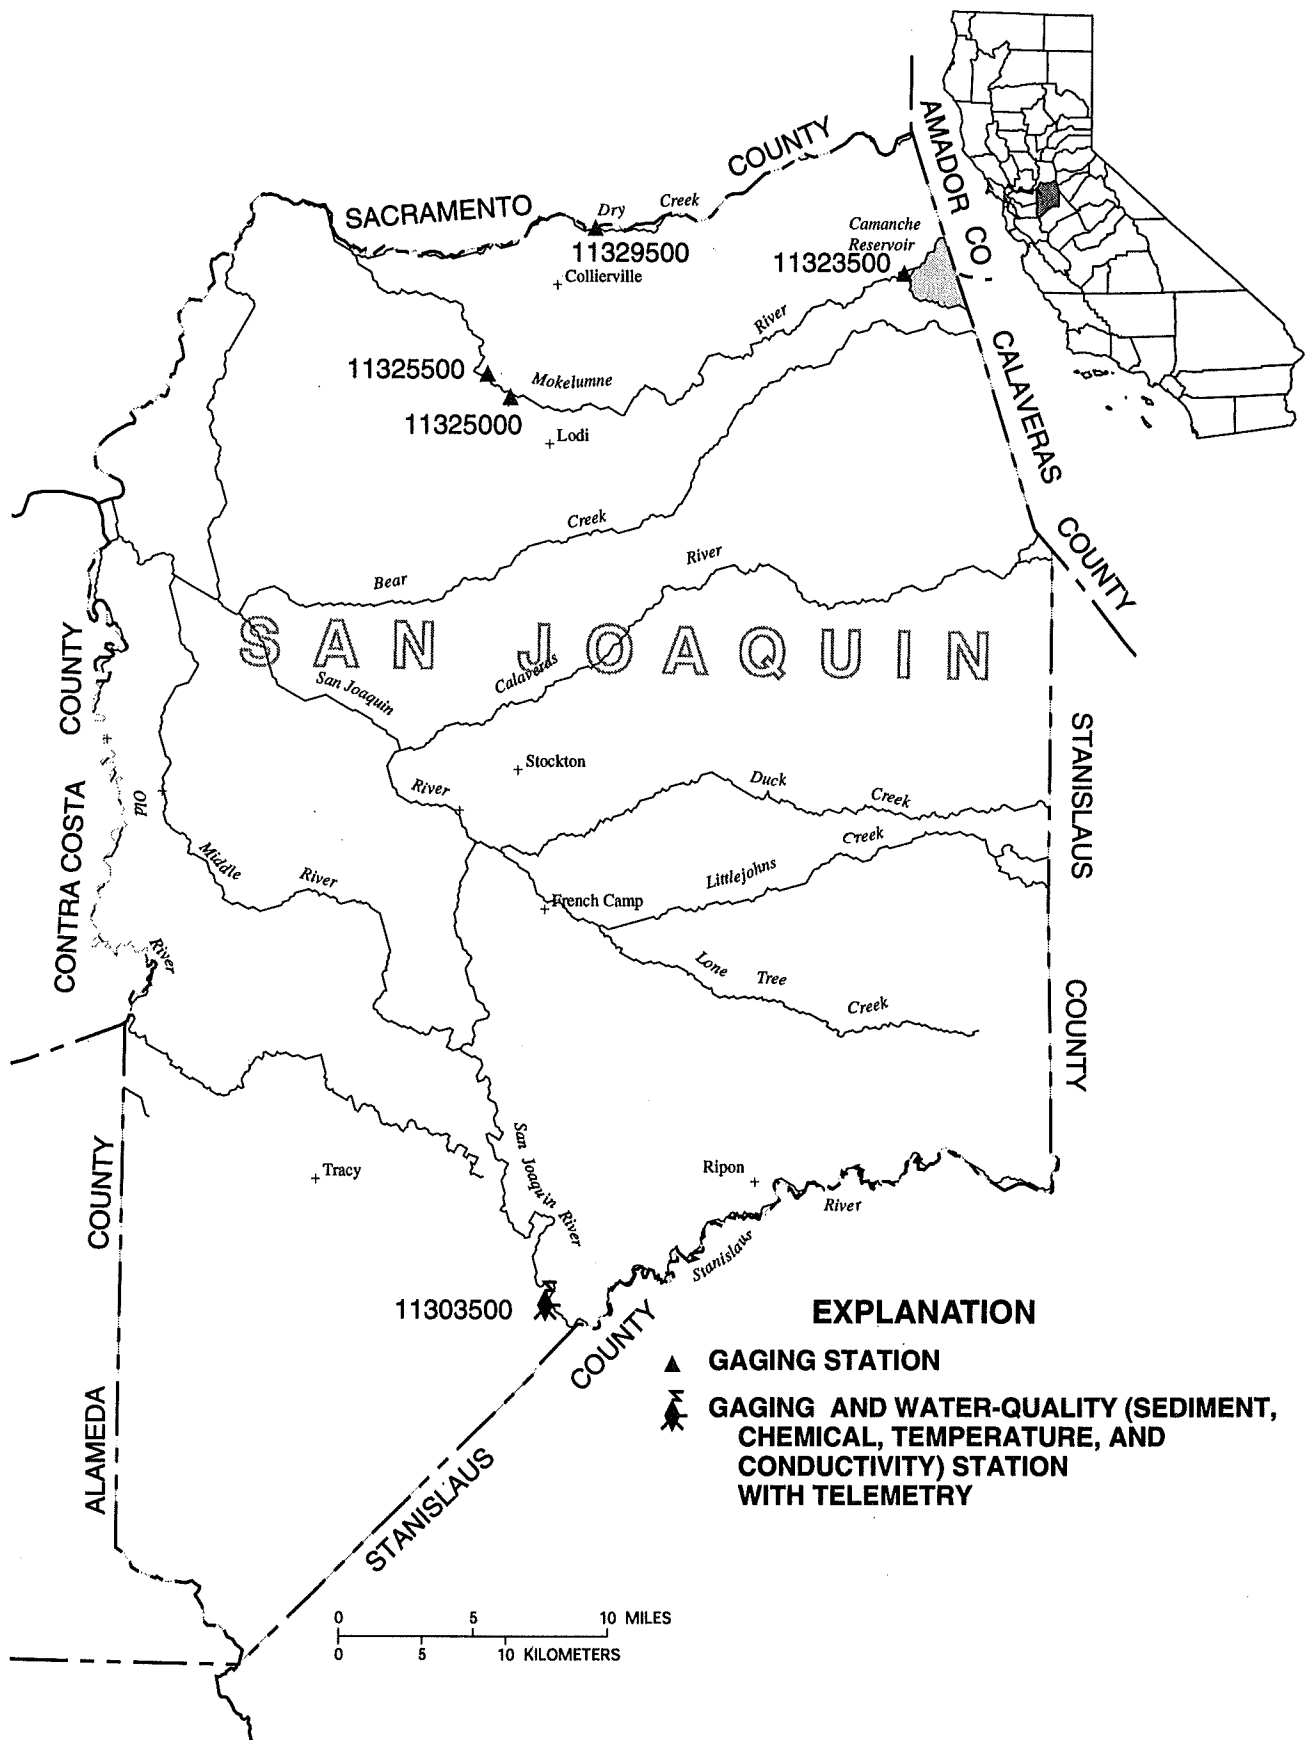 COUNTY
SACRAMENTO
AMADOR CO,
Dry
Creek
11329500
Camanche
Reservoir
11323500
Collierville
River
CALAVERAS
COUNTY
11325500
Mokelumne
11325000
Lodi
Creek
Bear
River
SAN JOAQUIN
Calaveras
San Joaquin
COUNTY
CONTRA COSTA
STANISLAUS
Stockton
River
Duck
Creek
Old
Creek
Littlejohns
Middle
River
French Camp
River
Lone
Tree
Creek
COUNTY
San Joaquin River
Tracy
Ripon
River
Stanislaus
COUNTY
ALAMEDA
11303500
COUNTY
STANISLAUS
EXPLANATION
GAGING STATION
GAGING AND WATER-QUALITY (SEDIMENT,
CHEMICAL, TEMPERATURE, AND
CONDUCTIVITY) STATION
WITH TELEMETRY
0 5 10 MILES
0 5 10 KILOMETERS